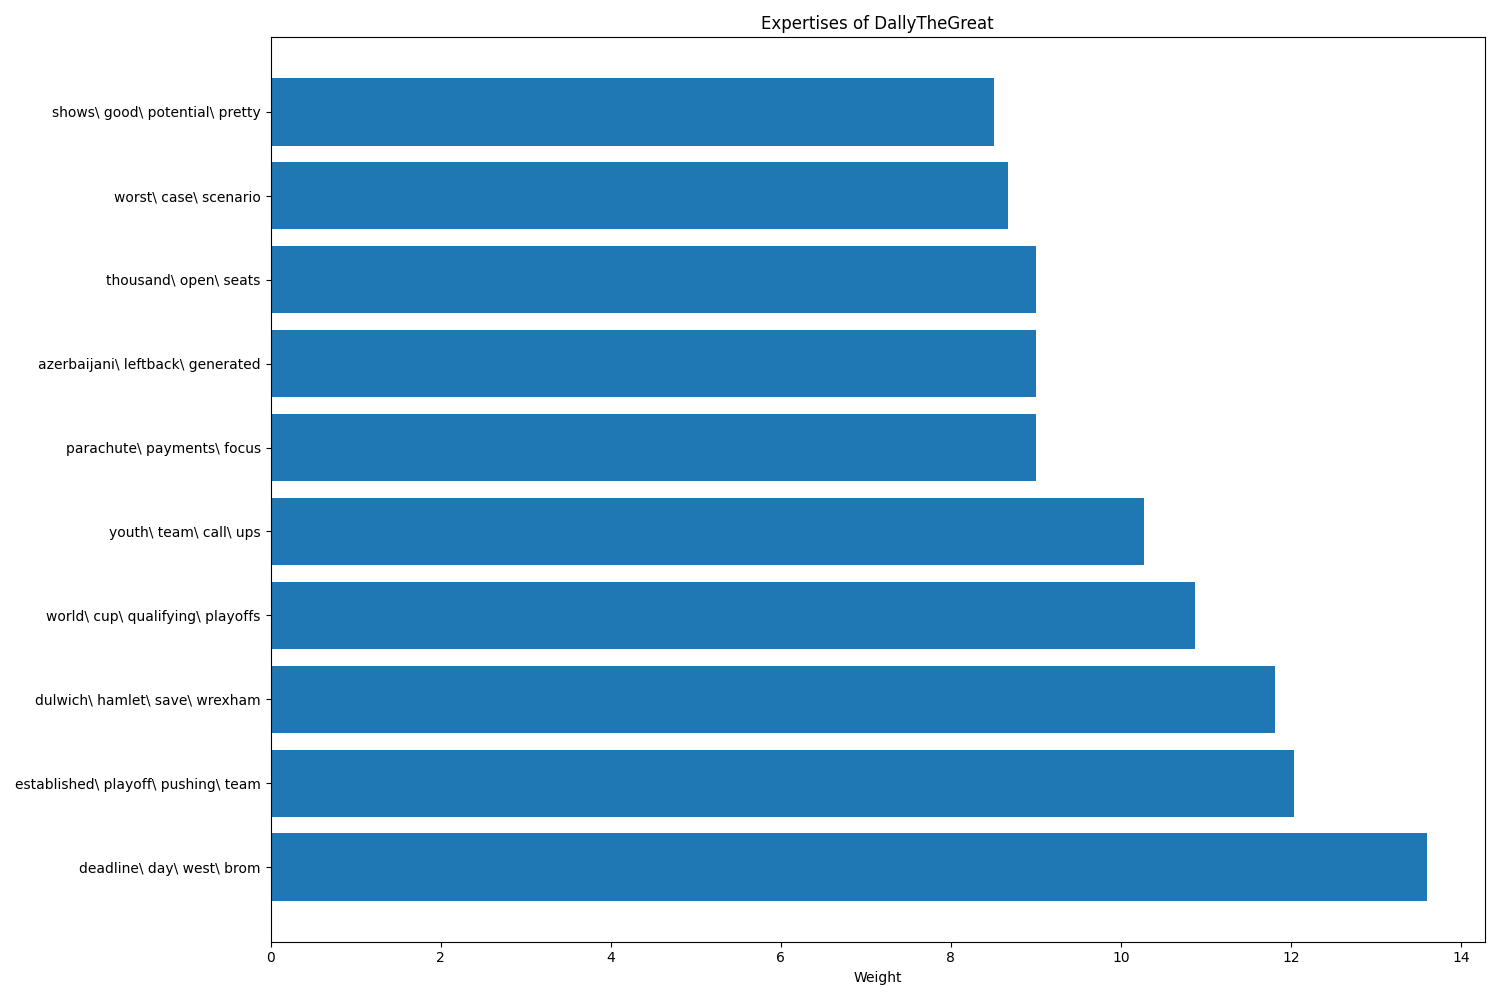 Expertises of DallyTheGreat
shows\ good\ potential\ pretty
worst\ case\ scenario
thousand\ open\ seats
azerbaijani\ leftback\ generated
parachute\ payments\ focus
youth\ team\ call\ ups
world\ cup\ qualifying\ playoffs
dulwich\ hamlet\ save\ wrexham
established\ playoff\ pushing\ team
deadline\ day\ west\ brom
0 2 4 6 8 10 12 14
Weight